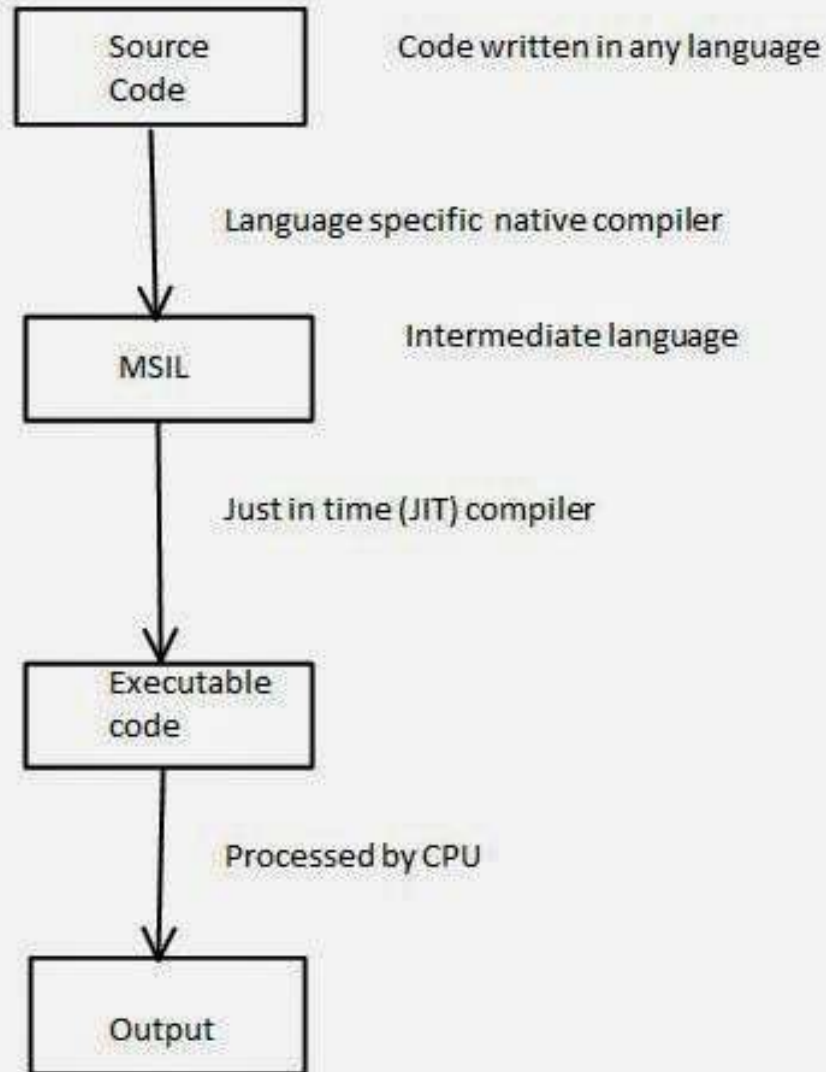 Source
Code
Code written in any language
Language specific native compiler
MSIL
Intermediate language
Just in time (JIT) compiler
Executable
code
Processed by CPU
Output